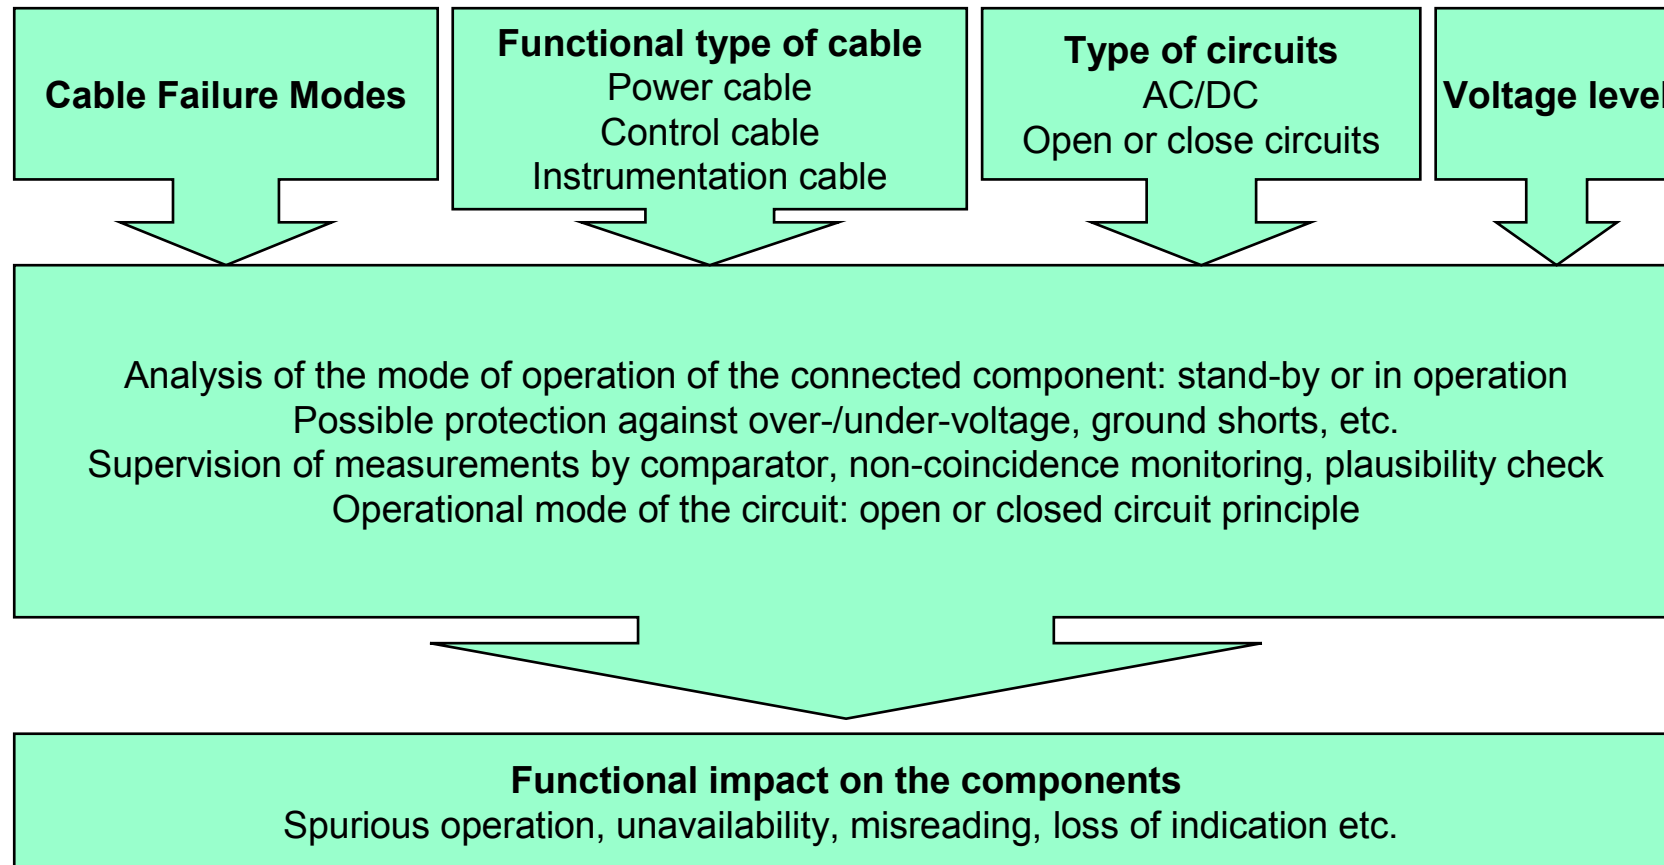 Cable Failure Modes
Functional type of cable
Power cable
Control cable
Instrumentation cable
Type of circuits
AC/DC
Open or close circuits
Voltage level
Analysis of the mode of operation of the connected component: stand-by or in operation
Possible protection against over-/under-voltage, ground shorts, etc.
Supervision of measurements by comparator, non-coincidence monitoring, plausibility check
Operational mode of the circuit: open or closed circuit principle
Functional impact on the components
Spurious operation, unavailability, misreading, loss of indication etc.